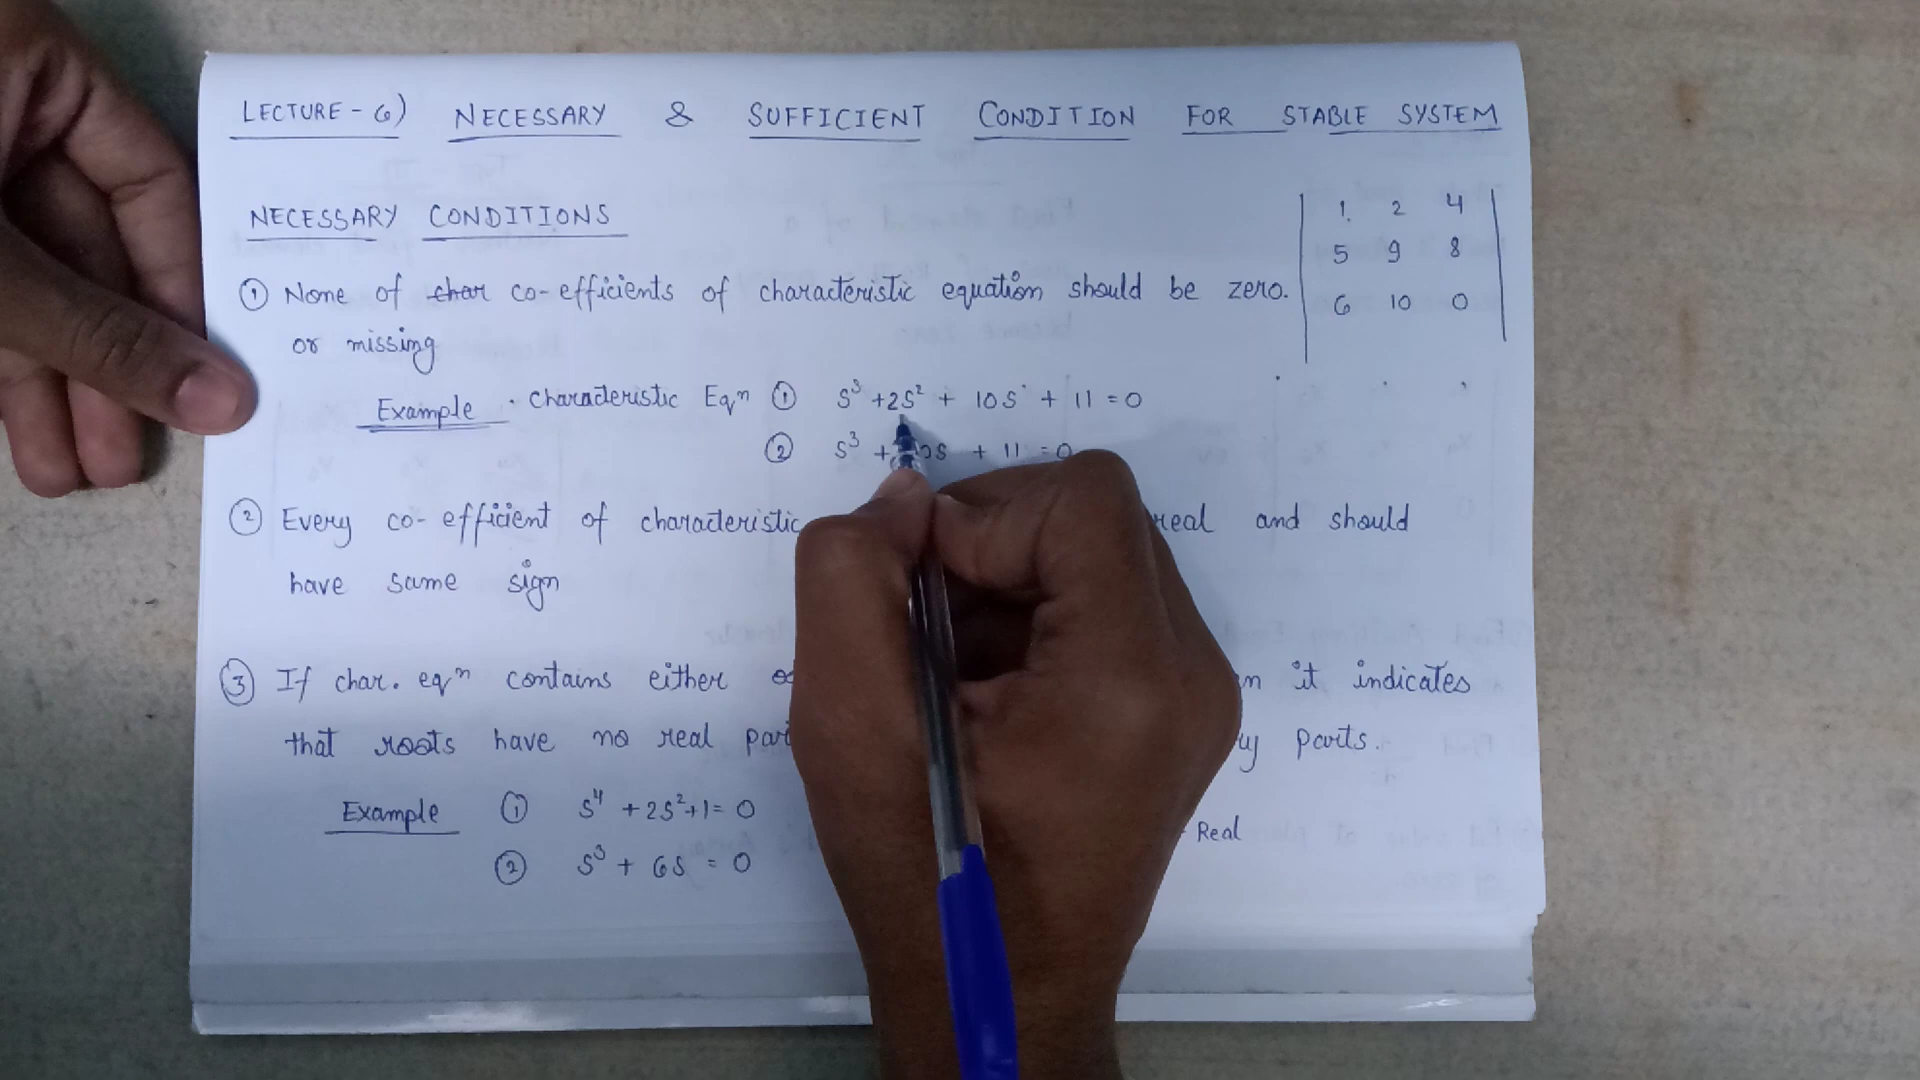 LECTURE - 6) NECESSARY & SUFFICIENT CONDITION FOR STABLE SYSTEM
NECESSARY CONDITIONS
1. 2 4
5 9 8
6 10 0
① None of char co-efficients of characteristic equation should be zero.
or missing
Example · Characteristic Eqⁿ ① S³ +2S² + 10S + 11 = 0
② S³ + S + 11 = 0
② Every co-efficient of characteristic real and should
have same sign
③ If char. eqⁿ contains either it indicates
that roots have no real parts.
Example ① S⁴ +2S²+1= 0
Real
② S³ + 6S = 0